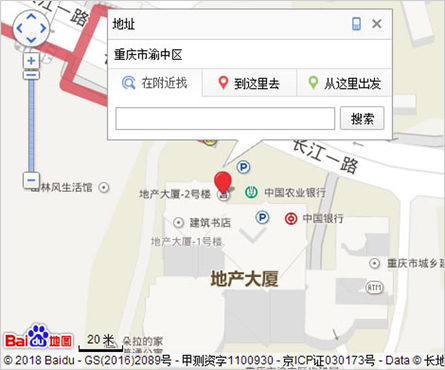 长江一路
地址
重庆市渝中区
在附近找
到这里去
从这里出发
搜索
长江一路
林风生活馆
地产大厦-2号楼
P
中国农业银行
建筑书店
P
中国银行
地产大厦-1号楼
地产大厦
重庆市城乡建
ATM
Bai du 地图
20 米
朵拉的家
© 2018 Baidu - GS(2016)2089号 - 甲测资字1100930 - 京ICP证030173号 - Data © 长地